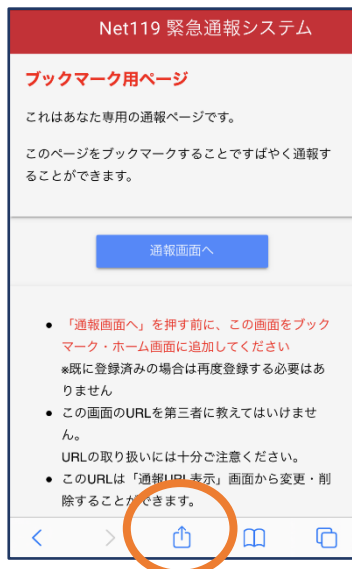 Net119 緊急通報システム
ブックマーク用ページ
これはあなた専用の通報ページです。
このページをブックマークすることですばやく通報す
ることができます。
通報画面へ
● 「通報画面へ」を押す前に、この画面をブック
マーク・ホーム画面に追加してください
※既に登録済みの場合は再度登録する必要はあ
りません
● この画面のURLを第三者に教えてはいけませ
ん。
URLの取り扱いには十分ご注意ください。
● このURLは「通報URL表示」画面から変更・削
除することができます。